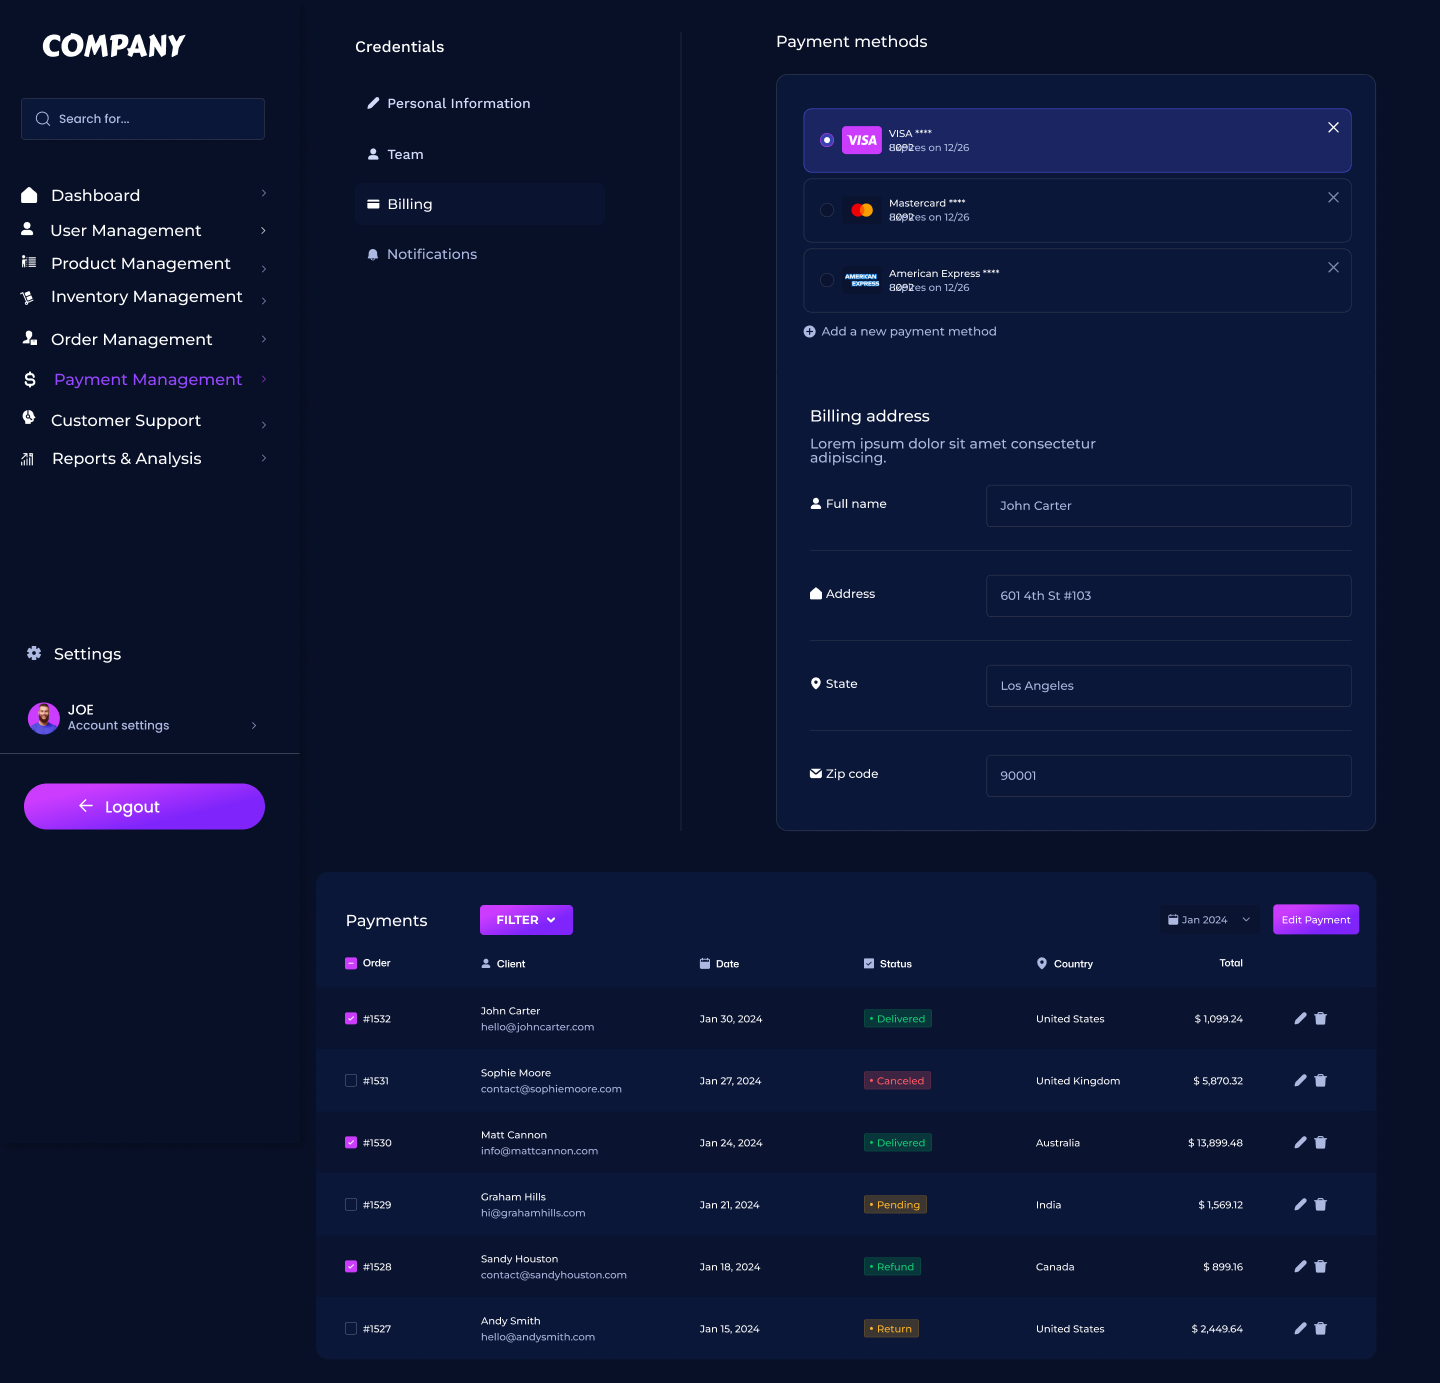 COMPANY
Search for...
Dashboard
User Management
Product Management
Inventory Management
Order Management
Payment Management
Customer Support
Reports & Analysis
Settings
JOE
Account settings
Logout
Credentials
Personal Information
Team
Billing
Notifications
Payment methods
VISA
VISA ****
8092
Expires on 12/26
Mastercard ****
8092
Expires on 12/26
AMERICAN
EXPRESS
American Express ****
8092
Expires on 12/26
Add a new payment method
Billing address
Lorem ipsum dolor sit amet consectetur
adipiscing.
Full name
John Carter
Address
601 4th St #103
State
Los Angeles
Zip code
90001
Payments
FILTER
Jan 2024
Edit Payment
Order Client Date Status Country Total
#1532 John Carter Jan 30, 2024 Delivered United States $ 1,099.24
hello@johncarter.com
#1531 Sophie Moore Jan 27, 2024 Canceled United Kingdom $ 5,870.32
contact@sophiemoore.com
#1530 Matt Cannon Jan 24, 2024 Delivered Australia $ 13,899.48
info@mattcannon.com
#1529 Graham Hills Jan 21, 2024 Pending India $ 1,569.12
hi@grahamhills.com
#1528 Sandy Houston Jan 18, 2024 Refund Canada $ 899.16
contact@sandyhouston.com
#1527 Andy Smith Jan 15, 2024 Return United States $ 2,449.64
hello@andysmith.com